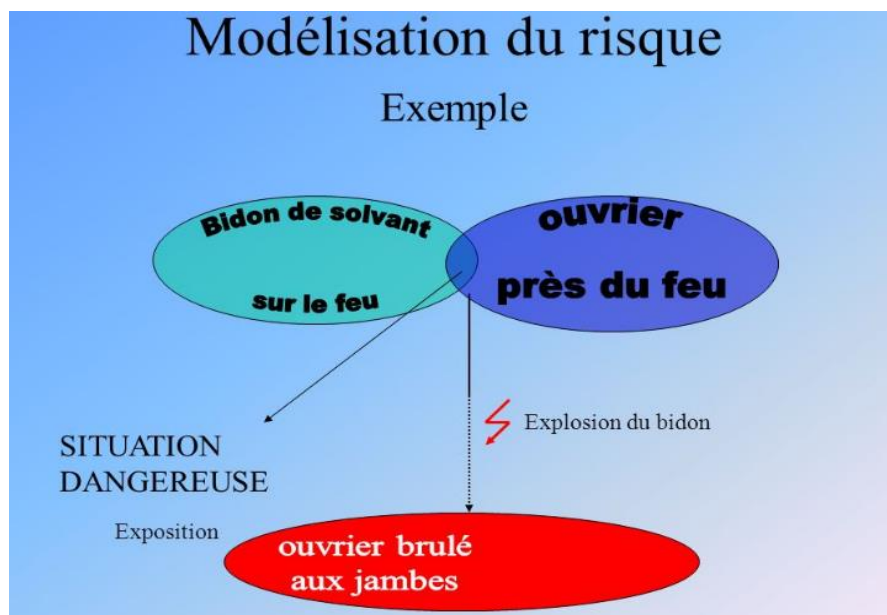 Modélisation du risque
Exemple
Bidon de solvant
sur le feu
ouvrier
près du feu
Explosion du bidon
SITUATION
DANGEREUSE
Exposition
ouvrier brulé
aux jambes